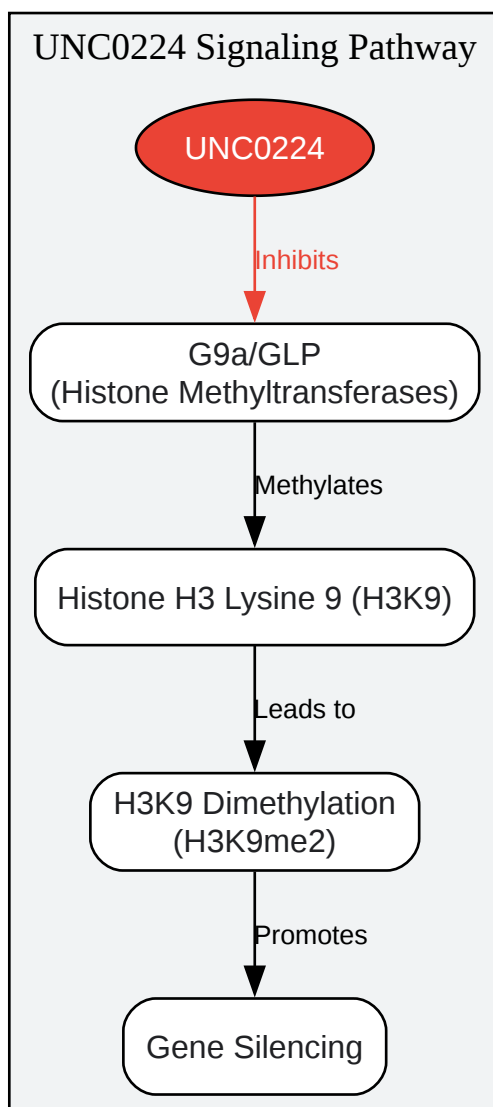 UNC0224 Signaling Pathway
UNC0224
Inhibits
G9a/GLP
(Histone Methyltransferases)
Methylates
Histone H3 Lysine 9 (H3K9)
Leads to
H3K9 Dimethylation
(H3K9me2)
Promotes
Gene Silencing